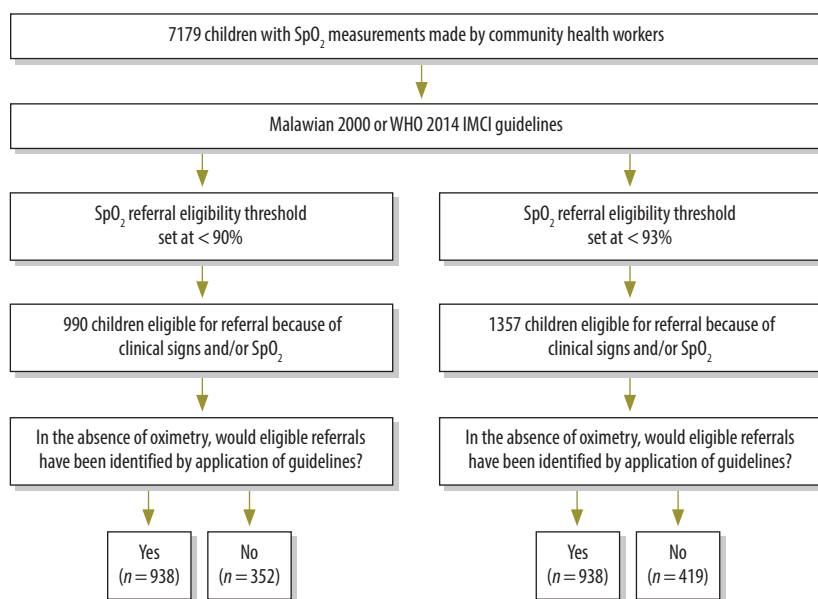 7179 children with SpO₂ measurements made by community health workers
Malawian 2000 or WHO 2014 IMCI guidelines
SpO₂ referral eligibility threshold
set at < 90%
SpO₂ referral eligibility threshold
set at < 93%
990 children eligible for referral because of
clinical signs and/or SpO₂
1357 children eligible for referral because of
clinical signs and/or SpO₂
In the absence of oximetry, would eligible referrals
have been identified by application of guidelines?
In the absence of oximetry, would eligible referrals
have been identified by application of guidelines?
Yes
(n = 938)
No
(n = 352)
Yes
(n = 938)
No
(n = 419)